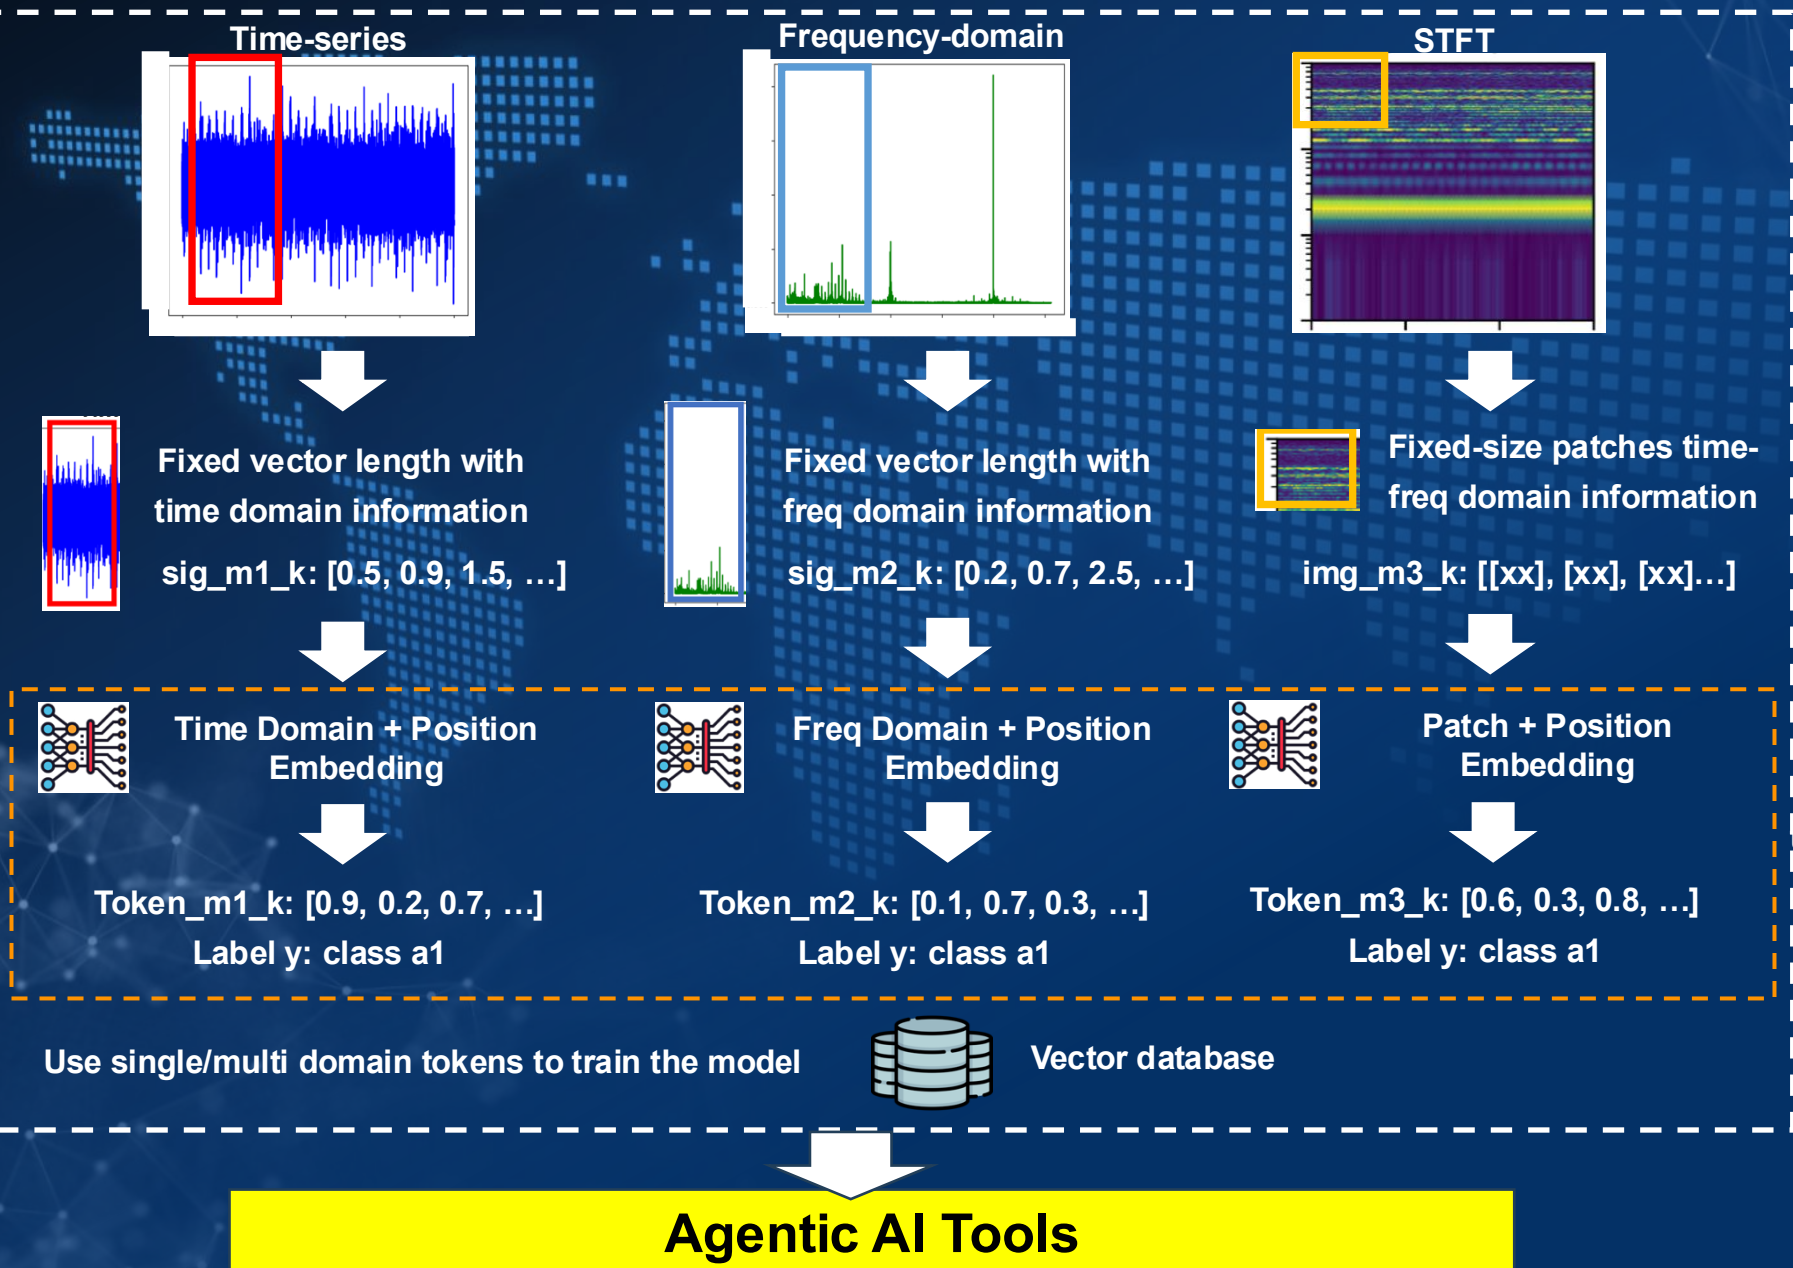 Time-series
Frequency-domain
STFT
Fixed vector length with
time domain information
sig_m1_k: [0.5, 0.9, 1.5, …]
Fixed vector length with
freq domain information
sig_m2_k: [0.2, 0.7, 2.5, …]
Fixed-size patches time-
freq domain information
img_m3_k: [[xx], [xx], [xx]…]
Time Domain + Position
Embedding
Freq Domain + Position
Embedding
Patch + Position
Embedding
Token_m1_k: [0.9, 0.2, 0.7, …]
Label y: class a1
Token_m2_k: [0.1, 0.7, 0.3, …]
Label y: class a1
Token_m3_k: [0.6, 0.3, 0.8, …]
Label y: class a1
Use single/multi domain tokens to train the model
Vector database
Agentic AI Tools